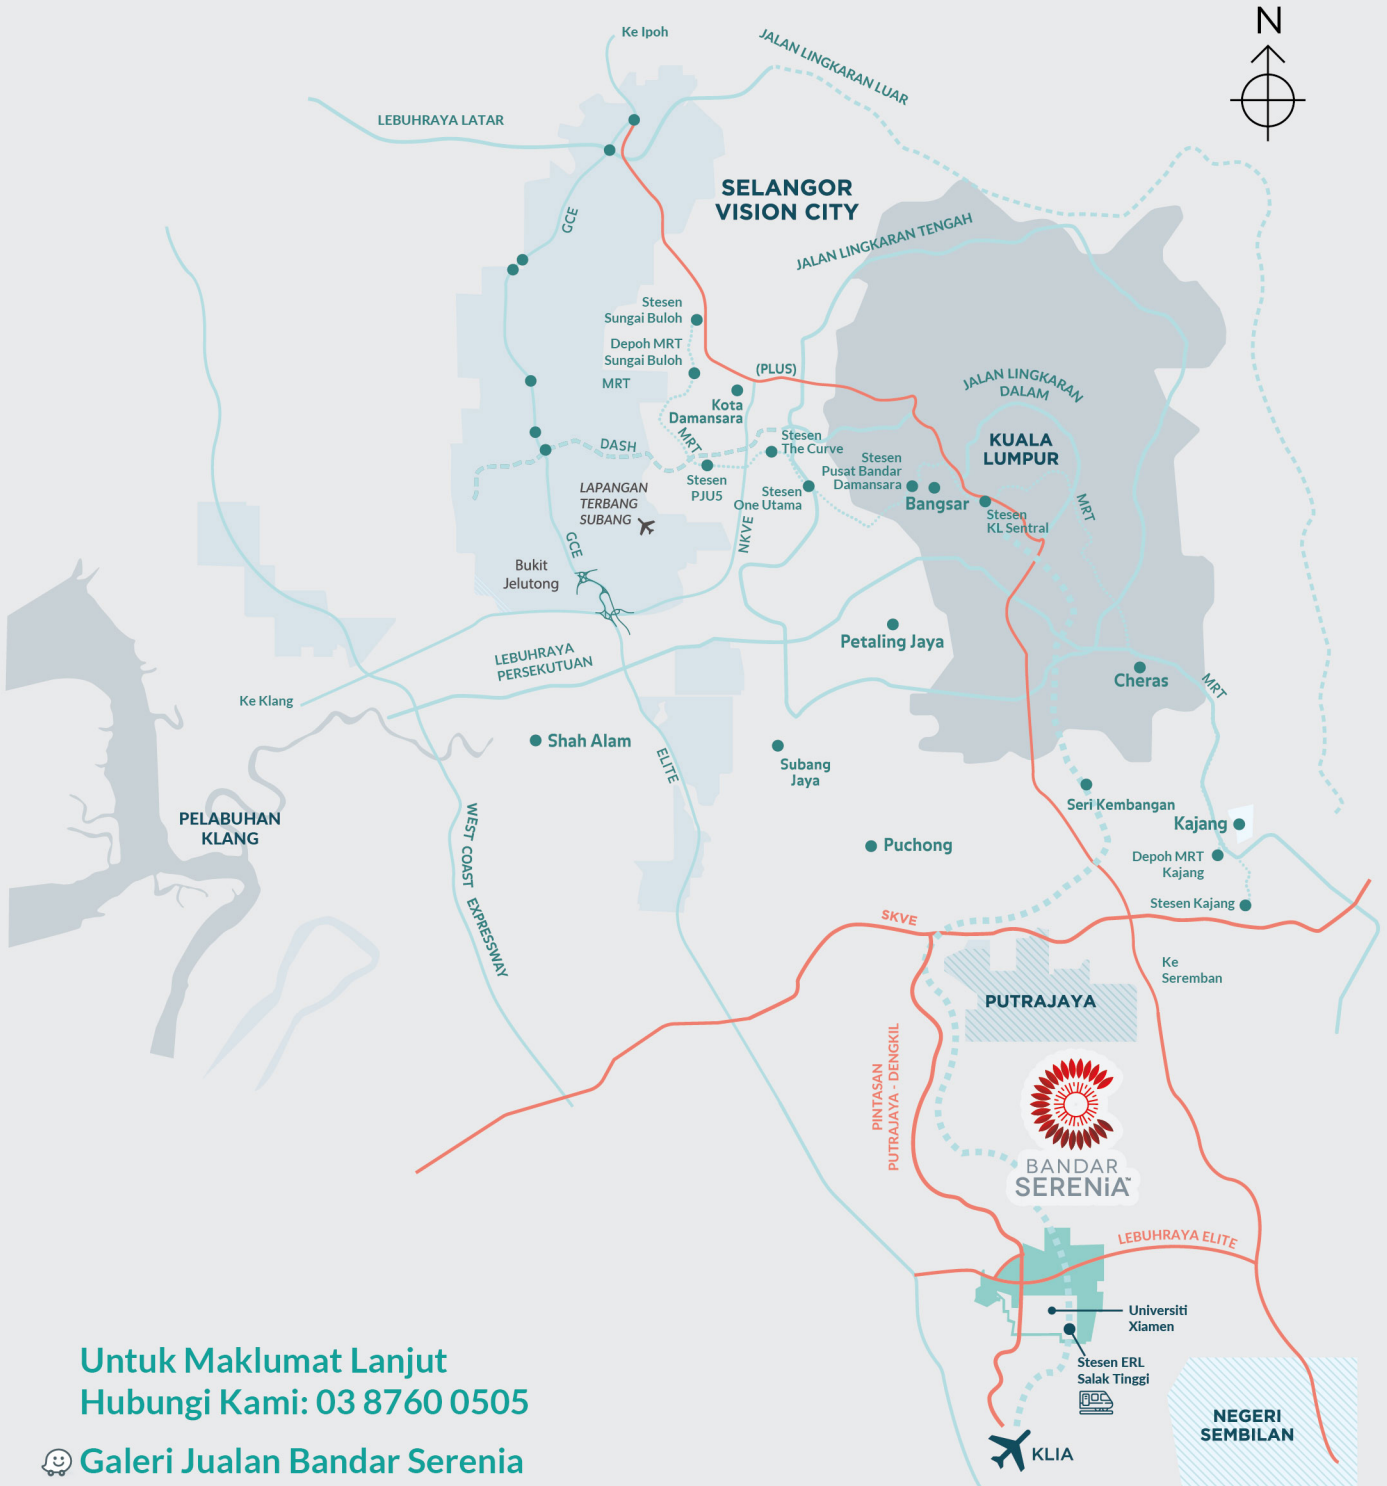 N
Ke Ipoh
JALAN LINGKARAN LUAR
LEBUHRAYA LATAR
SELANGOR
VISION CITY
GCE
JALAN LINGKARAN TENGAH
Stesen
Sungai Buloh
Depoh MRT
Sungai Buloh
MRT
(PLUS)
Kota
Damansara
JALAN LINGKARAN
DALAM
KUALA
LUMPUR
DASH
MRT
Stesen
The Curve
Stesen
Pusat Bandar
Damansara
Stesen
PJU5
Stesen
One Utama
LAPANGAN
TERBANG
SUBANG
Bangsar
Stesen
KL Sentral
MRT
NKVE
GCE
Bukit
Jelutong
LEBUHRAYA
PERSEKUTUAN
Petaling Jaya
Cheras
MRT
Ke Klang
Shah Alam
ELITE
Subang
Jaya
Seri Kembangan
Kajang
PELABUHAN
KLANG
WEST COAST EXPRESSWAY
Puchong
Depoh MRT
Kajang
Stesen Kajang
SKVE
Ke
Seremban
PUTRAJAYA
PINTASAN
PUTRAJAYA - DENGKIL
BANDAR
SERENiA™
LEBUHRAYA ELITE
Universiti
Xiamen
Stesen ERL
Salak Tinggi
NEGERI
SEMBILAN
KLIA
Untuk Maklumat Lanjut
Hubungi Kami: 03 8760 0505
Galeri Jualan Bandar Serenia